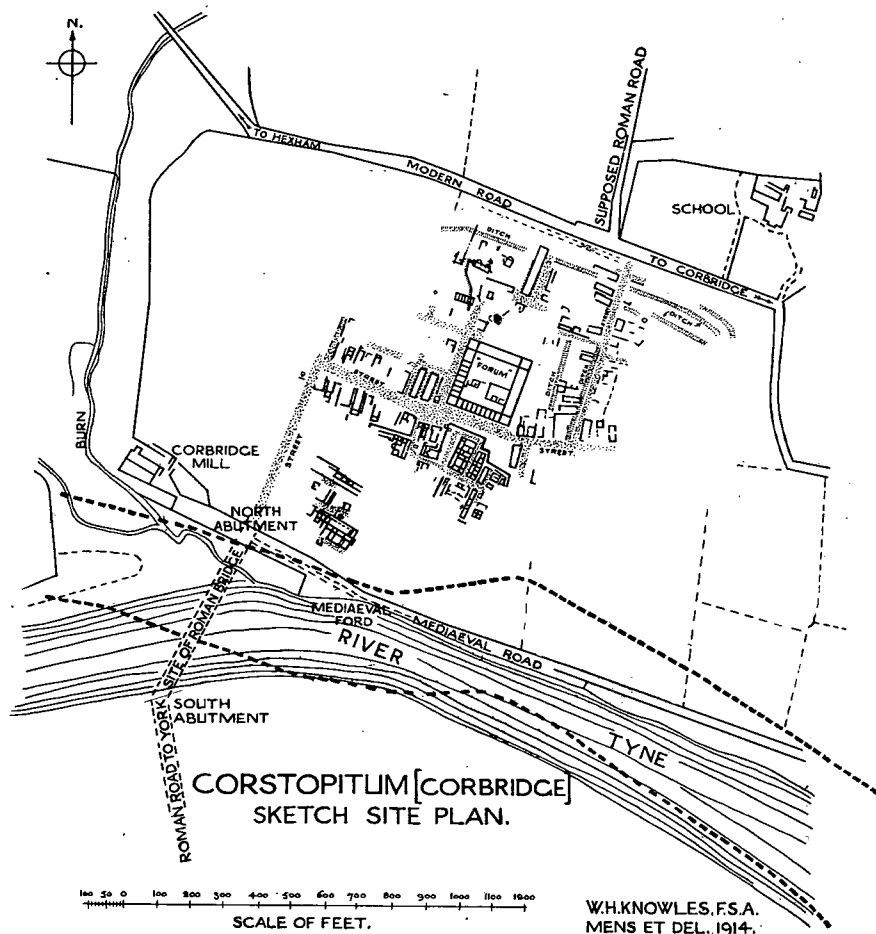 N.
TO HEXHAM
MODERN ROAD
SUPPOSED ROMAN ROAD
SCHOOL
TO CORBRIDGE
DITCH
DITCH
"FORUM"
DITCH
STREET
STREET
STREET
BURN
CORBRIDGE
MILL
NORTH
ABUTMENT
SITE OF ROMAN BRIDGE
MEDIAEVAL
FORD
MEDIAEVAL ROAD
RIVER
TYNE
SOUTH
ABUTMENT
ROMAN ROAD TO YORK
CORSTOPITUM [CORBRIDGE]
SKETCH SITE PLAN.
100 50 0 100 200 300 400 500 600 700 800 900 1000 1100 1200
SCALE OF FEET.
W.H.KNOWLES, F.S.A.
MENS ET DEL. 1914.